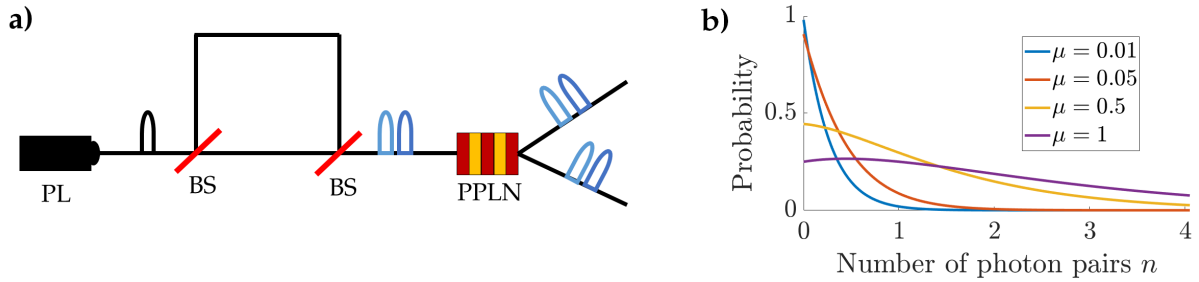 a)
PL
BS
BS
PPLN
b)
Probability
1
0.5
0
0
1
2
3
4
Number of photon pairs n
μ = 0.01
μ = 0.05
μ = 0.5
μ = 1